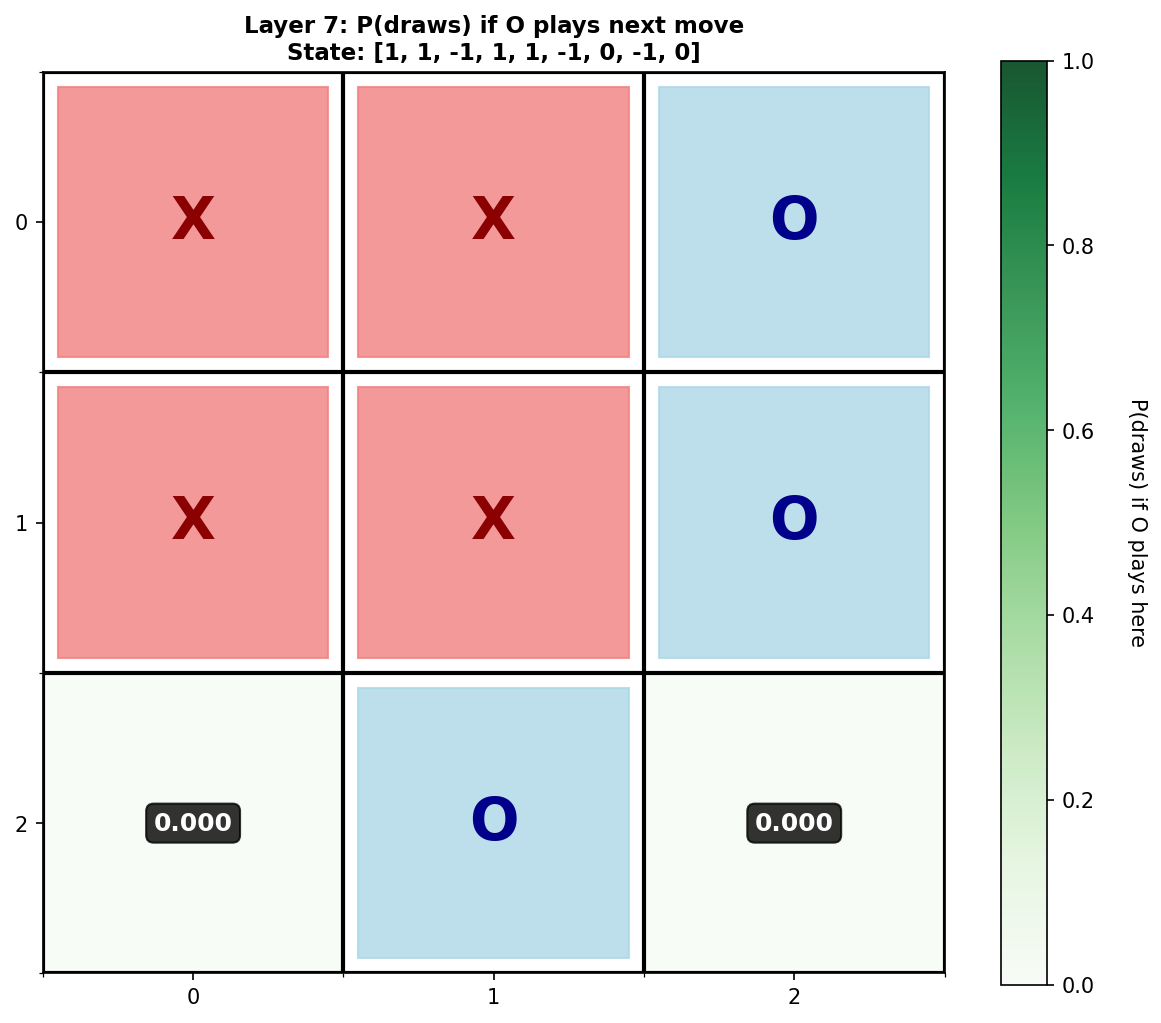 Layer 7: P(draws) if O plays next move
State: [1, 1, -1, 1, 1, -1, 0, -1, 0]
0
X
X
O
1
X
X
O
2
0.000
O
0.000
0
1
2
1.0
0.8
0.6
0.4
0.2
0.0
P(draws) if O plays here